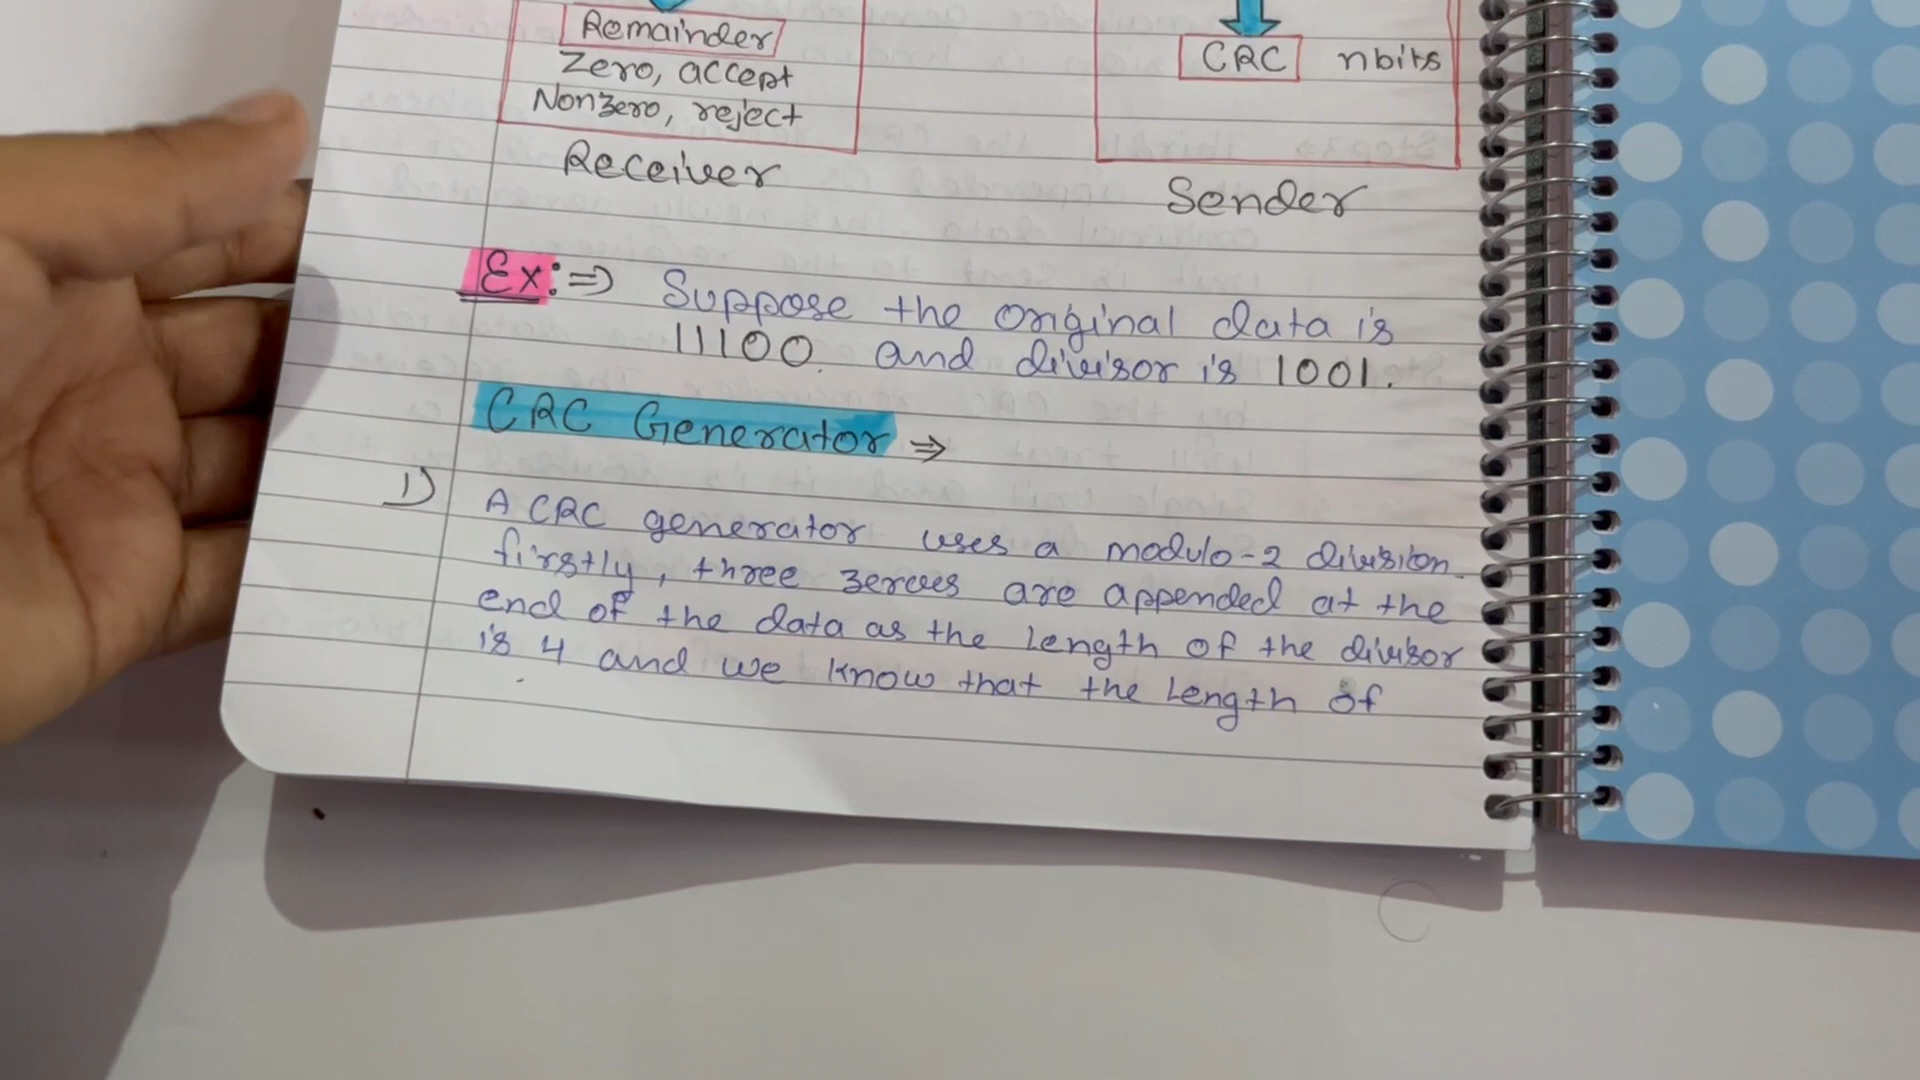 Remainder
Zero, accept
Nonzero, reject
Receiver
CRC nbits
Sender
Ex:⇒ Suppose the original data is
11100. and divisor is 1001.
CRC Generator ⇒
1) A CRC generator uses a modulo-2 division.
firstly, three zeroes are appended at the
end of the data as the length of the divisor
is 4 and we know that the length of